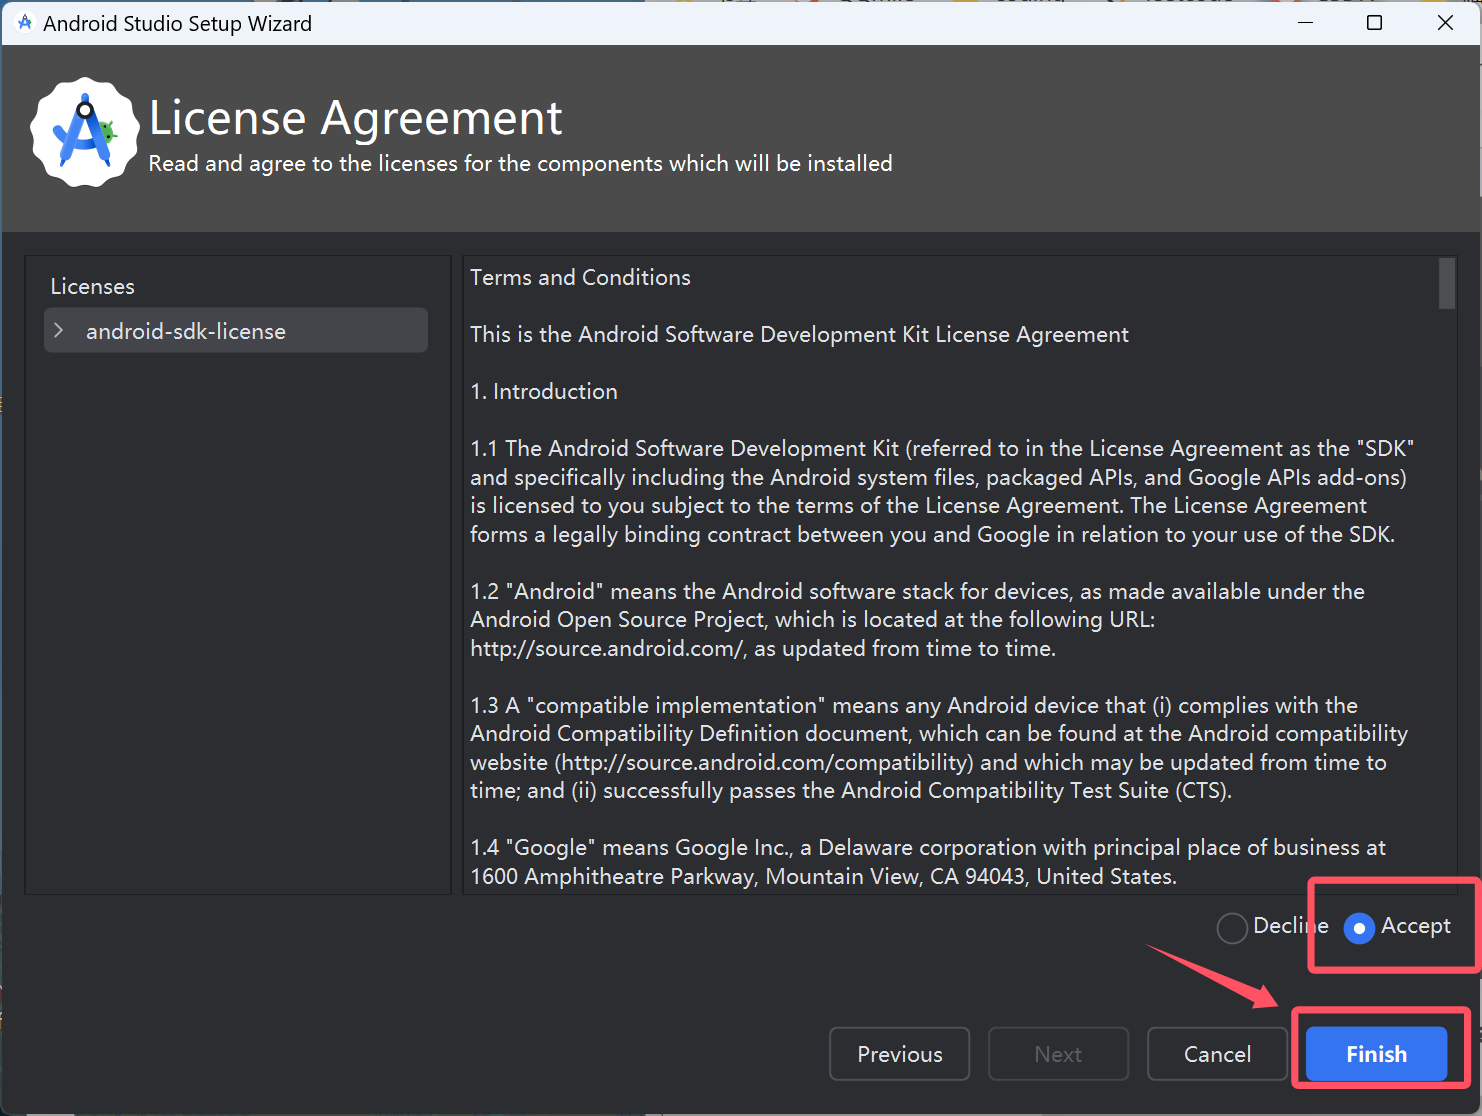 Android Studio Setup Wizard
License Agreement
Read and agree to the licenses for the components which will be installed
Licenses
android-sdk-license
Terms and Conditions
This is the Android Software Development Kit License Agreement
1. Introduction
1.1 The Android Software Development Kit (referred to in the License Agreement as the "SDK"
and specifically including the Android system files, packaged APIs, and Google APIs add-ons)
is licensed to you subject to the terms of the License Agreement. The License Agreement
forms a legally binding contract between you and Google in relation to your use of the SDK.
1.2 "Android" means the Android software stack for devices, as made available under the
Android Open Source Project, which is located at the following URL:
http://source.android.com/, as updated from time to time.
1.3 A "compatible implementation" means any Android device that (i) complies with the
Android Compatibility Definition document, which can be found at the Android compatibility
website (http://source.android.com/compatibility) and which may be updated from time to
time; and (ii) successfully passes the Android Compatibility Test Suite (CTS).
1.4 "Google" means Google Inc., a Delaware corporation with principal place of business at
1600 Amphitheatre Parkway, Mountain View, CA 94043, United States.
Decline Accept
Previous Next Cancel Finish